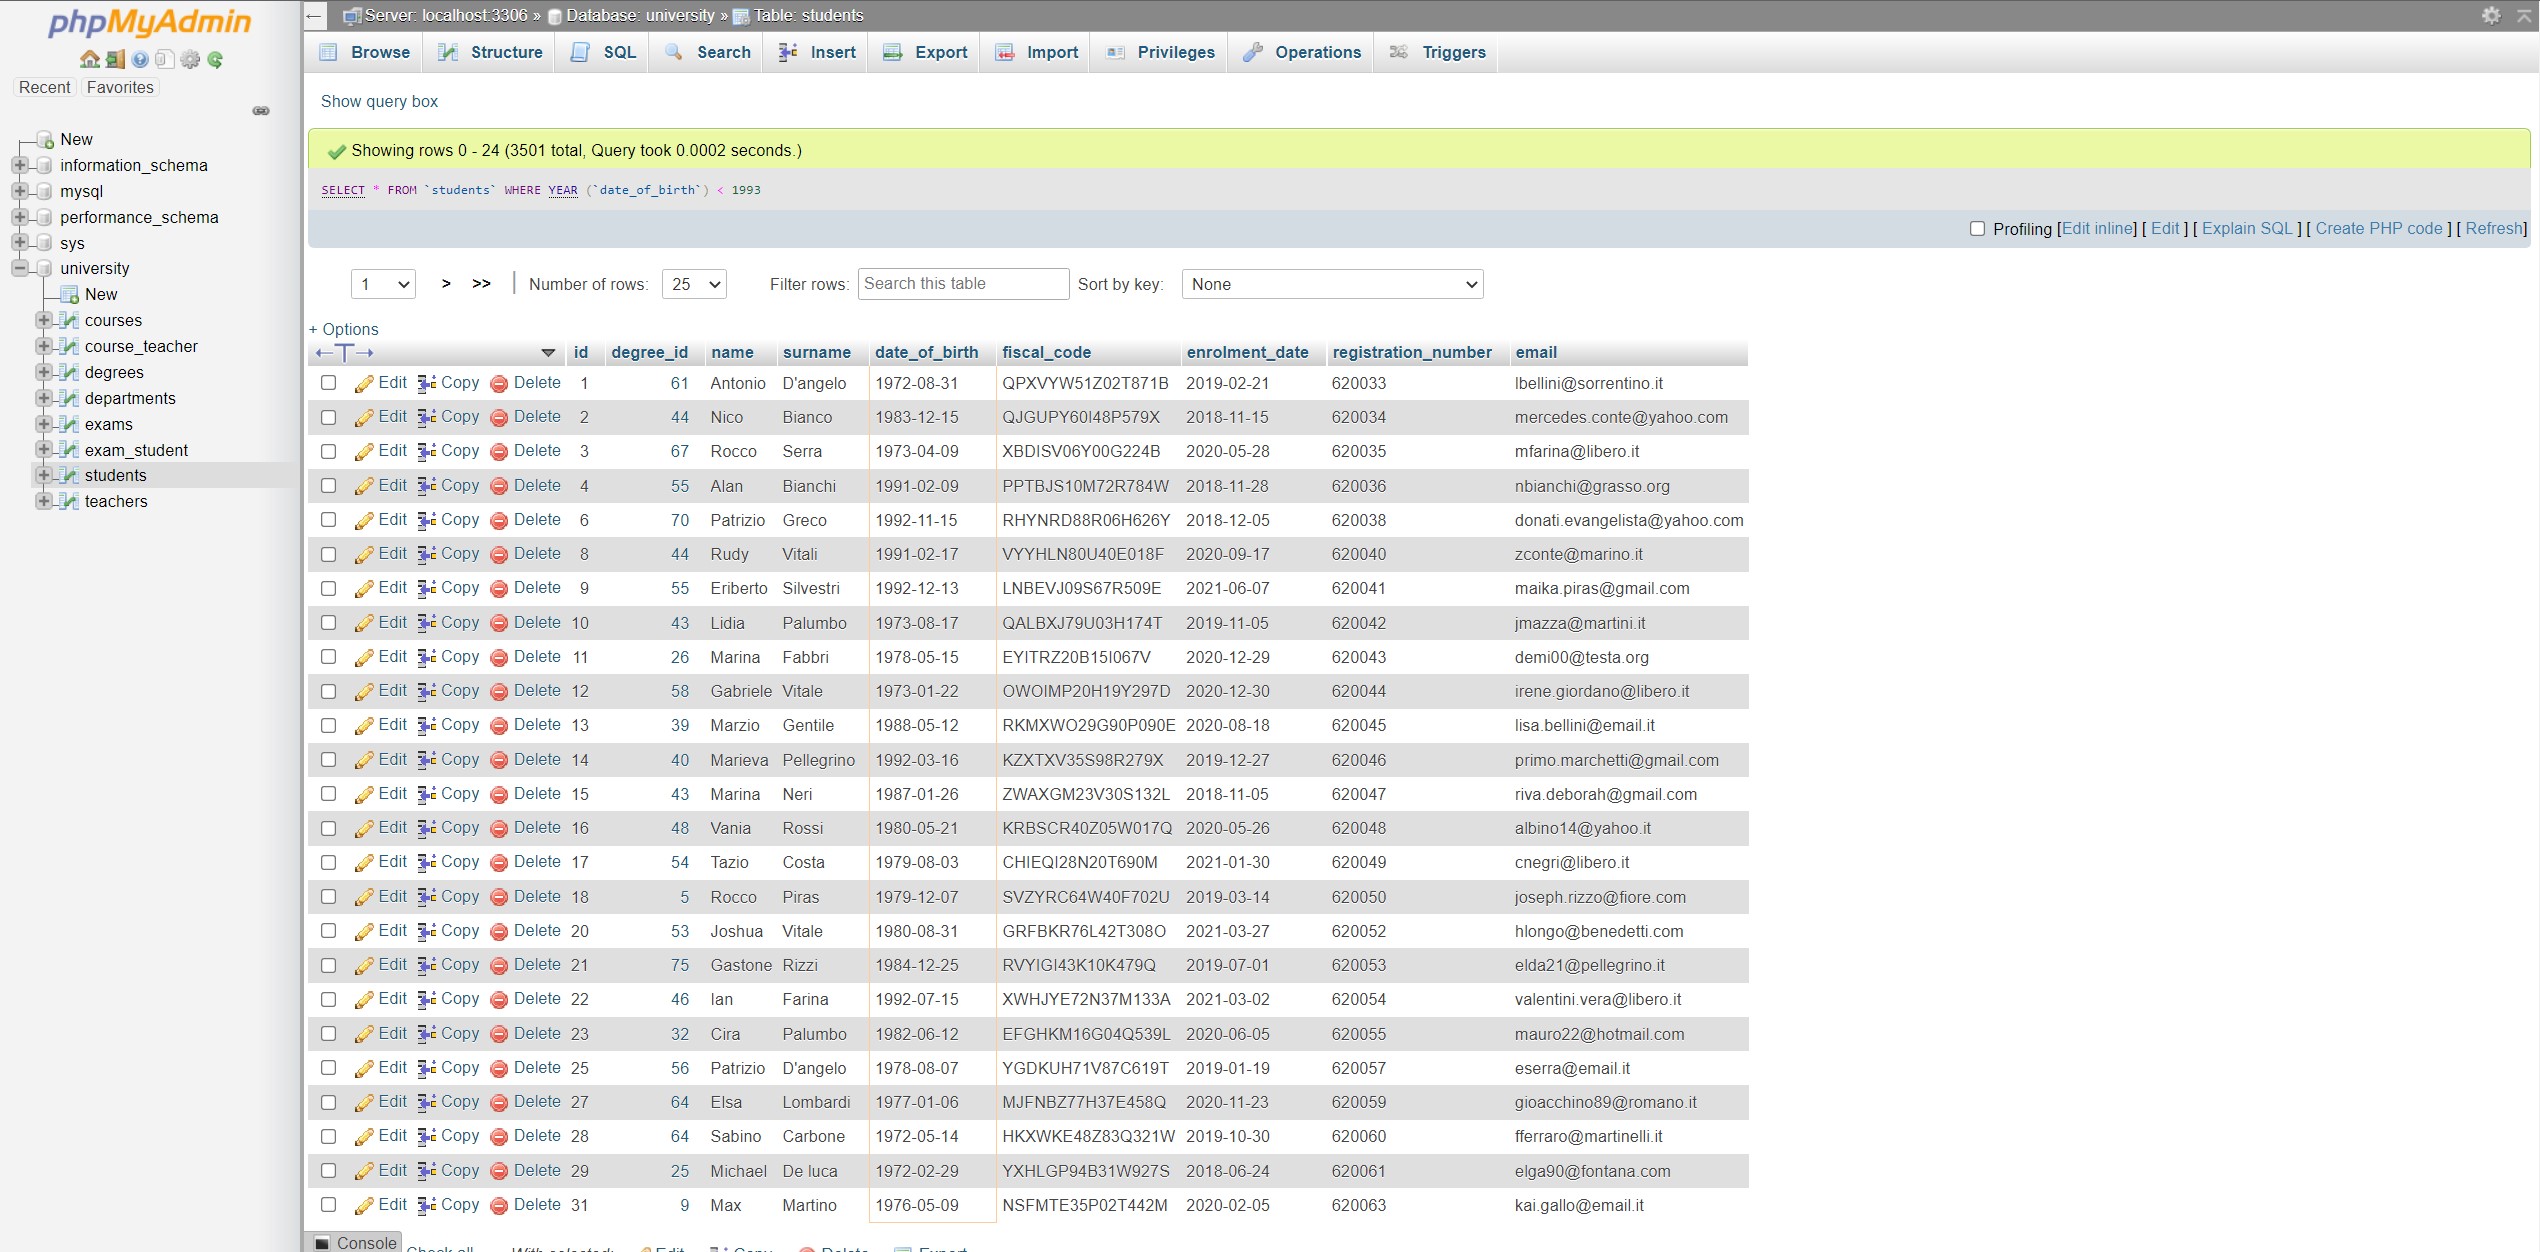 phpMyAdmin
Recent Favorites
New
information_schema
mysql
performance_schema
sys
university
New
courses
course_teacher
degrees
departments
exams
exam_student
students
teachers
Server: localhost:3306 » Database: university » Table: students
Browse Structure SQL Search Insert Export Import Privileges Operations Triggers
Show query box
Showing rows 0 - 24 (3501 total, Query took 0.0002 seconds.)
SELECT * FROM `students` WHERE YEAR (`date_of_birth`) < 1993
Profiling [Edit inline] [ Edit ] [ Explain SQL ] [ Create PHP code ] [ Refresh]
1 > >> Number of rows: 25 Filter rows: Search this table Sort by key: None
+ Options
←T→ id degree_id name surname date_of_birth fiscal_code enrolment_date registration_number email
Edit Copy Delete 1 61 Antonio D'angelo 1972-08-31 QPXVYW51Z02T871B 2019-02-21 620033 lbellini@sorrentino.it
Edit Copy Delete 2 44 Nico Bianco 1983-12-15 QJGUPY60I48P579X 2018-11-15 620034 mercedes.conte@yahoo.com
Edit Copy Delete 3 67 Rocco Serra 1973-04-09 XBDISV06Y00G224B 2020-05-28 620035 mfarina@libero.it
Edit Copy Delete 4 55 Alan Bianchi 1991-02-09 PPTBJS10M72R784W 2018-11-28 620036 nbianchi@grasso.org
Edit Copy Delete 6 70 Patrizio Greco 1992-11-15 RHYNRD88R06H626Y 2018-12-05 620038 donati.evangelista@yahoo.com
Edit Copy Delete 8 44 Rudy Vitali 1991-02-17 VYYHLN80U40E018F 2020-09-17 620040 zconte@marino.it
Edit Copy Delete 9 55 Eriberto Silvestri 1992-12-13 LNBEVJ09S67R509E 2021-06-07 620041 maika.piras@gmail.com
Edit Copy Delete 10 43 Lidia Palumbo 1973-08-17 QALBXJ79U03H174T 2019-11-05 620042 jmazza@martini.it
Edit Copy Delete 11 26 Marina Fabbri 1978-05-15 EYITRZ20B15I067V 2020-12-29 620043 demi00@testa.org
Edit Copy Delete 12 58 Gabriele Vitale 1973-01-22 OWOIMP20H19Y297D 2020-12-30 620044 irene.giordano@libero.it
Edit Copy Delete 13 39 Marzio Gentile 1988-05-12 RKMXWO29G90P090E 2020-08-18 620045 lisa.bellini@email.it
Edit Copy Delete 14 40 Marieva Pellegrino 1992-03-16 KZXTXV35S98R279X 2019-12-27 620046 primo.marchetti@gmail.com
Edit Copy Delete 15 43 Marina Neri 1987-01-26 ZWAXGM23V30S132L 2018-11-05 620047 riva.deborah@gmail.com
Edit Copy Delete 16 48 Vania Rossi 1980-05-21 KRBSCR40Z05W017Q 2020-05-26 620048 albino14@yahoo.it
Edit Copy Delete 17 54 Tazio Costa 1979-08-03 CHIEQI28N20T690M 2021-01-30 620049 cnegri@libero.it
Edit Copy Delete 18 5 Rocco Piras 1979-12-07 SVZYRC64W40F702U 2019-03-14 620050 joseph.rizzo@fiore.com
Edit Copy Delete 20 53 Joshua Vitale 1980-08-31 GRFBKR76L42T308O 2021-03-27 620052 hlongo@benedetti.com
Edit Copy Delete 21 75 Gastone Rizzi 1984-12-25 RVYIGI43K10K479Q 2019-07-01 620053 elda21@pellegrino.it
Edit Copy Delete 22 46 Ian Farina 1992-07-15 XWHJYE72N37M133A 2021-03-02 620054 valentini.vera@libero.it
Edit Copy Delete 23 32 Cira Palumbo 1982-06-12 EFGHKM16G04Q539L 2020-06-05 620055 mauro22@hotmail.com
Edit Copy Delete 25 56 Patrizio D'angelo 1978-08-07 YGDKUH71V87C619T 2019-01-19 620057 eserra@email.it
Edit Copy Delete 27 64 Elsa Lombardi 1977-01-06 MJFNBZ77H37E458Q 2020-11-23 620059 gioacchino89@romano.it
Edit Copy Delete 28 64 Sabino Carbone 1972-05-14 HKXWKE48Z83Q321W 2019-10-30 620060 fferraro@martinelli.it
Edit Copy Delete 29 25 Michael De luca 1972-02-29 YXHLGP94B31W927S 2018-06-24 620061 elga90@fontana.com
Edit Copy Delete 31 9 Max Martino 1976-05-09 NSFMTE35P02T442M 2020-02-05 620063 kai.gallo@email.it
Console Check all With selected: Edit Copy Delete Export